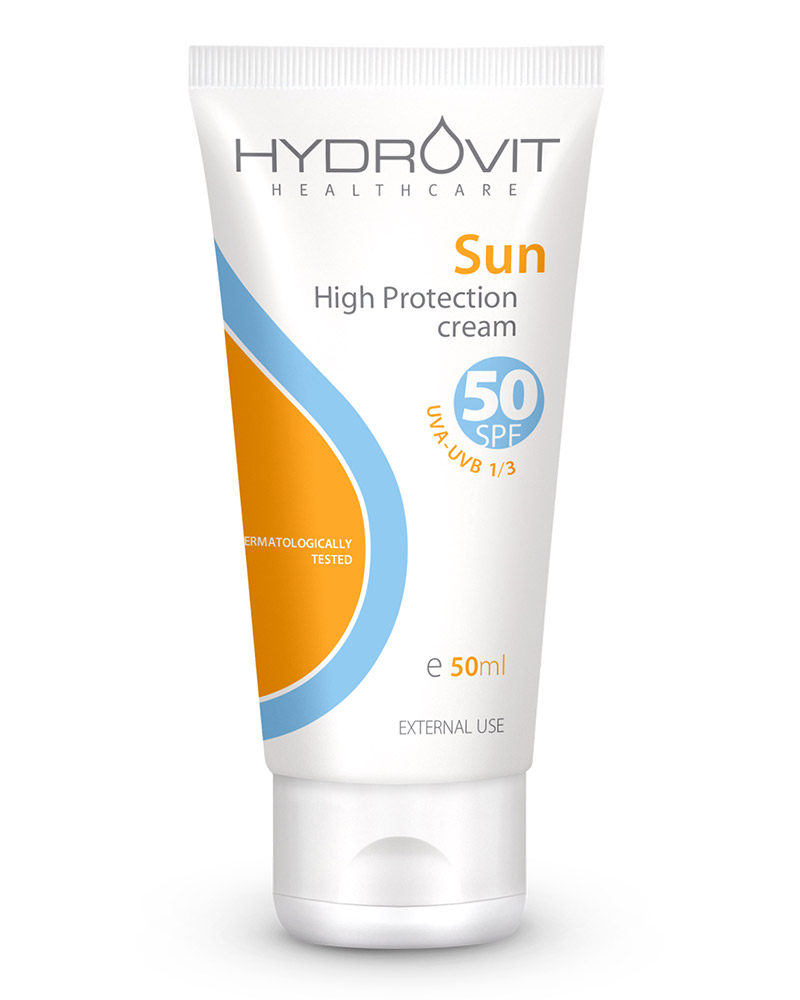 HYDROVIT
HEALTHCARE
Sun
High Protection
cream
50
SPF
UVA-UVB 1/3
ERMATOLOGICALLY
TESTED
e 50ml
EXTERNAL USE